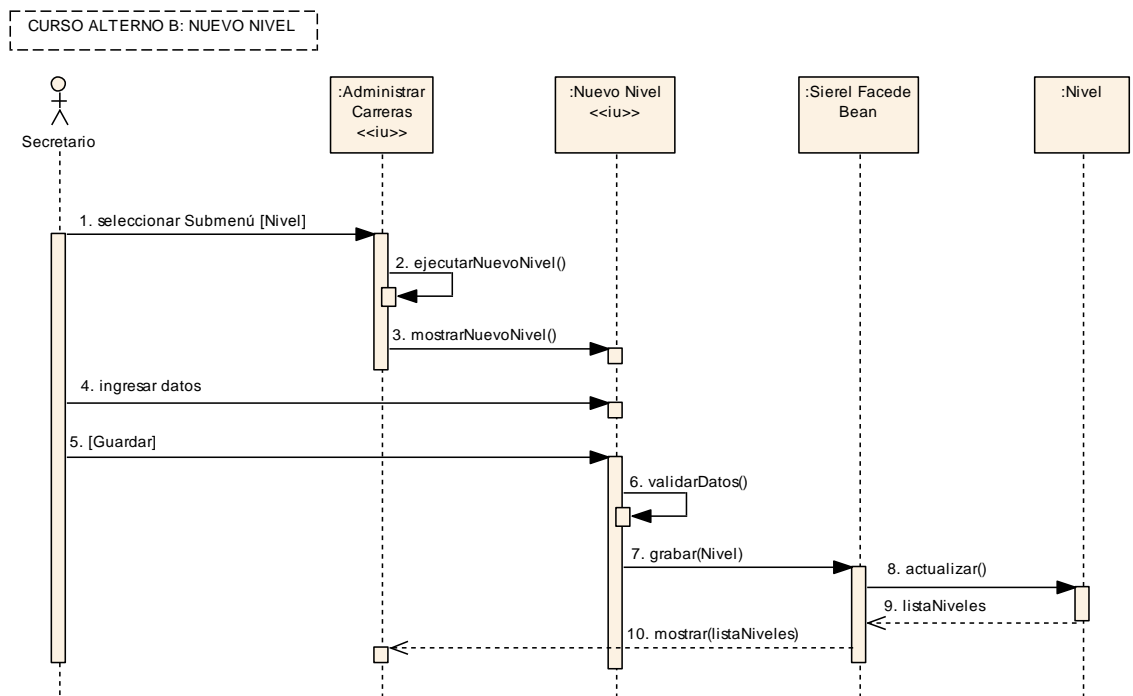 CURSO ALTERNO B: NUEVO NIVEL
Secretario
:Administrar
Carreras
<<iu>>
:Nuevo Nivel
<<iu>>
:Sierel Facede
Bean
:Nivel
1. seleccionar Submenú [Nivel]
2. ejecutarNuevoNivel()
3. mostrarNuevoNivel()
4. ingresar datos
5. [Guardar]
6. validarDatos()
7. grabar(Nivel)
8. actualizar()
9. listaNiveles
10. mostrar(listaNiveles)